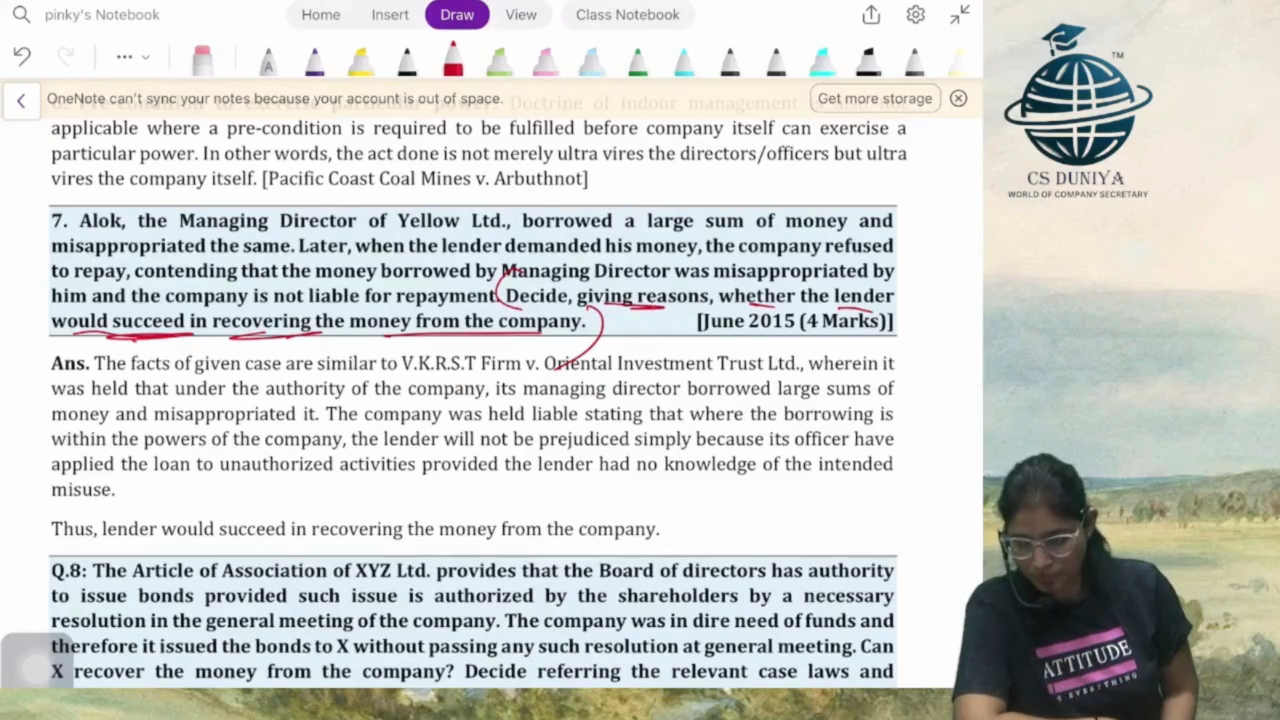 pinky's Notebook
Home Insert Draw View Class Notebook
OneNote can't sync your notes because your account is out of space.
Get more storage
Doctrine of indoor management
applicable where a pre-condition is required to be fulfilled before company itself can exercise a
particular power. In other words, the act done is not merely ultra vires the directors/officers but ultra
vires the company itself. [Pacific Coast Coal Mines v. Arbuthnot]
7. Alok, the Managing Director of Yellow Ltd., borrowed a large sum of money and
misappropriated the same. Later, when the lender demanded his money, the company refused
to repay, contending that the money borrowed by Managing Director was misappropriated by
him and the company is not liable for repayment. Decide, giving reasons, whether the lender
would succeed in recovering the money from the company. [June 2015 (4 Marks)]
Ans. The facts of given case are similar to V.K.R.S.T Firm v. Oriental Investment Trust Ltd., wherein it
was held that under the authority of the company, its managing director borrowed large sums of
money and misappropriated it. The company was held liable stating that where the borrowing is
within the powers of the company, the lender will not be prejudiced simply because its officer have
applied the loan to unauthorized activities provided the lender had no knowledge of the intended
misuse.
Thus, lender would succeed in recovering the money from the company.
Q.8: The Article of Association of XYZ Ltd. provides that the Board of directors has authority
to issue bonds provided such issue is authorized by the shareholders by a necessary
resolution in the general meeting of the company. The company was in dire need of funds and
therefore it issued the bonds to X without passing any such resolution at general meeting. Can
X recover the money from the company? Decide referring the relevant case laws and
TM
CS DUNIYA
WORLD OF COMPANY SECRETARY
ATTITUDE
EVERYTHING